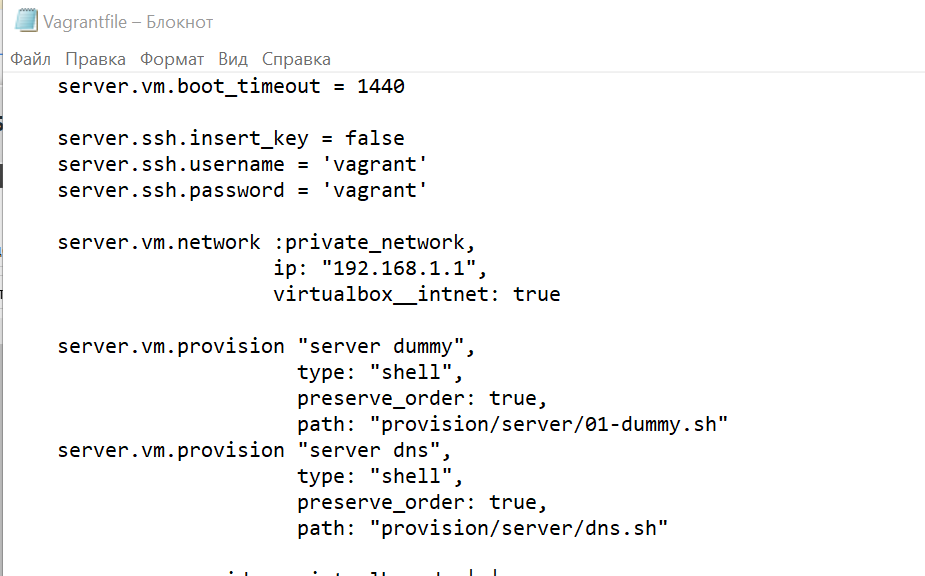 Vagrantfile – Блокнот
Файл Правка Формат Вид Справка
server.vm.boot_timeout = 1440
server.ssh.insert_key = false
server.ssh.username = 'vagrant'
server.ssh.password = 'vagrant'
server.vm.network :private_network,
ip: "192.168.1.1",
virtualbox__intnet: true
server.vm.provision "server dummy",
type: "shell",
preserve_order: true,
path: "provision/server/01-dummy.sh"
server.vm.provision "server dns",
type: "shell",
preserve_order: true,
path: "provision/server/dns.sh"